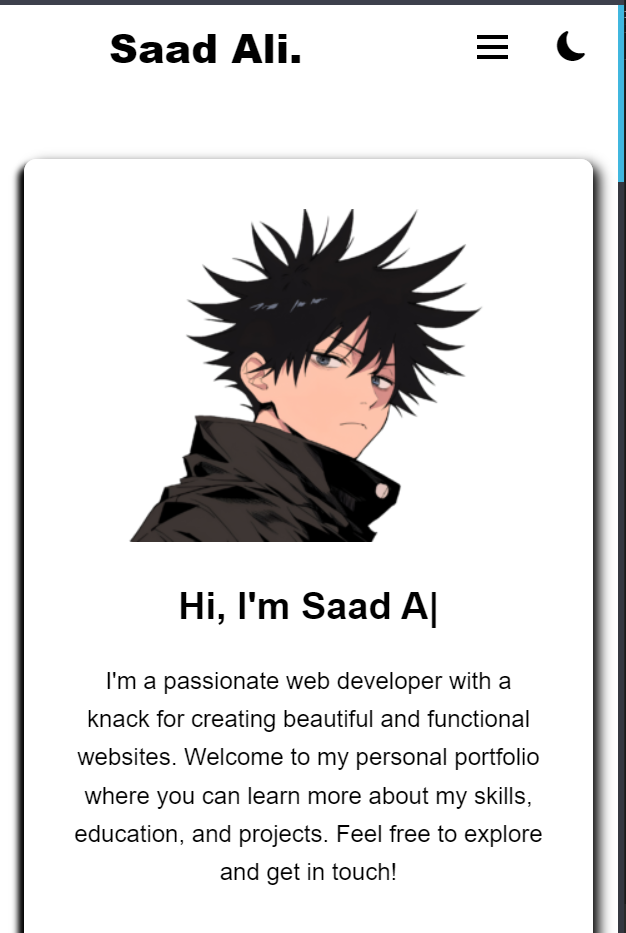 Saad Ali.
Hi, I'm Saad A|
I'm a passionate web developer with a
knack for creating beautiful and functional
websites. Welcome to my personal portfolio
where you can learn more about my skills,
education, and projects. Feel free to explore
and get in touch!